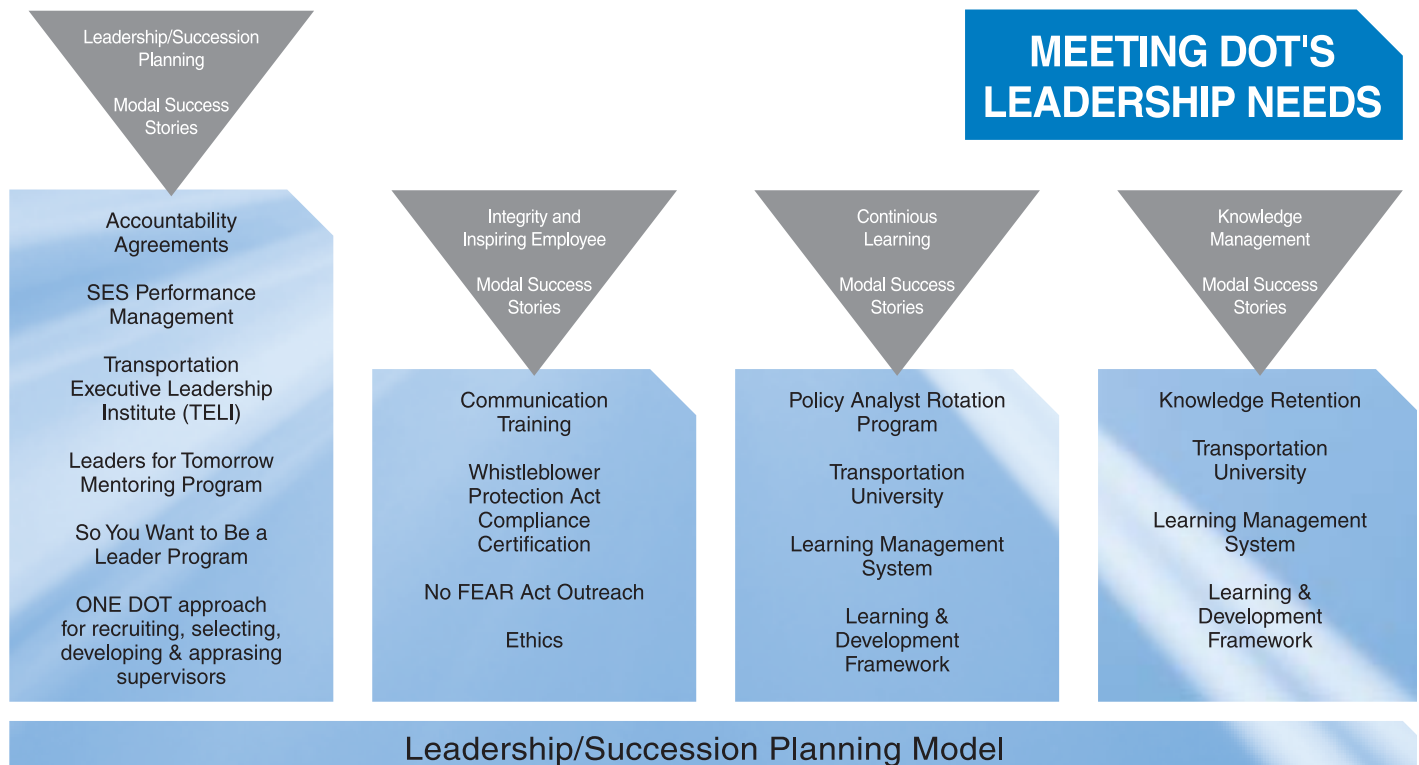 MEETING DOT'S
LEADERSHIP NEEDS
Leadership/Succession
Planning
Modal Success
Stories
Accountability
Agreements
SES Performance
Management
Transportation
Executive Leadership
Institute (TELI)
Leaders for Tomorrow
Mentoring Program
So You Want to Be a
Leader Program
ONE DOT approach
for recruiting, selecting,
developing & apprasing
supervisors
Integrity and
Inspiring Employee
Modal Success
Stories
Communication
Training
Whistleblower
Protection Act
Compliance
Certification
No FEAR Act Outreach
Ethics
Continious
Learning
Modal Success
Stories
Policy Analyst Rotation
Program
Transportation
University
Learning Management
System
Learning &
Development
Framework
Knowledge
Management
Modal Success
Stories
Knowledge Retention
Transportation
University
Learning Management
System
Learning &
Development
Framework
Leadership/Succession Planning Model